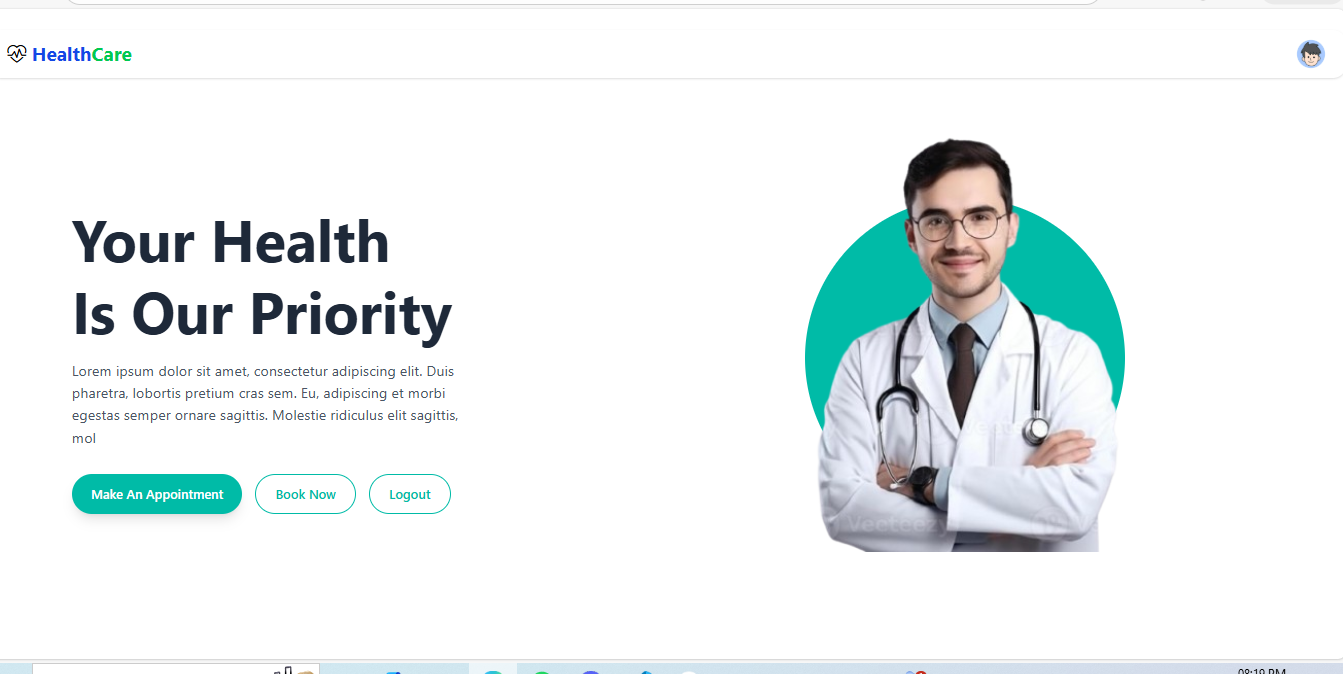 HealthCare
Your Health
Is Our Priority
Lorem ipsum dolor sit amet, consectetur adipiscing elit. Duis
pharetra, lobortis pretium cras sem. Eu, adipiscing et morbi
egestas semper ornare sagittis. Molestie ridiculus elit sagittis,
mol
Make An Appointment
Book Now
Logout
Vecteezy
08:19 PM